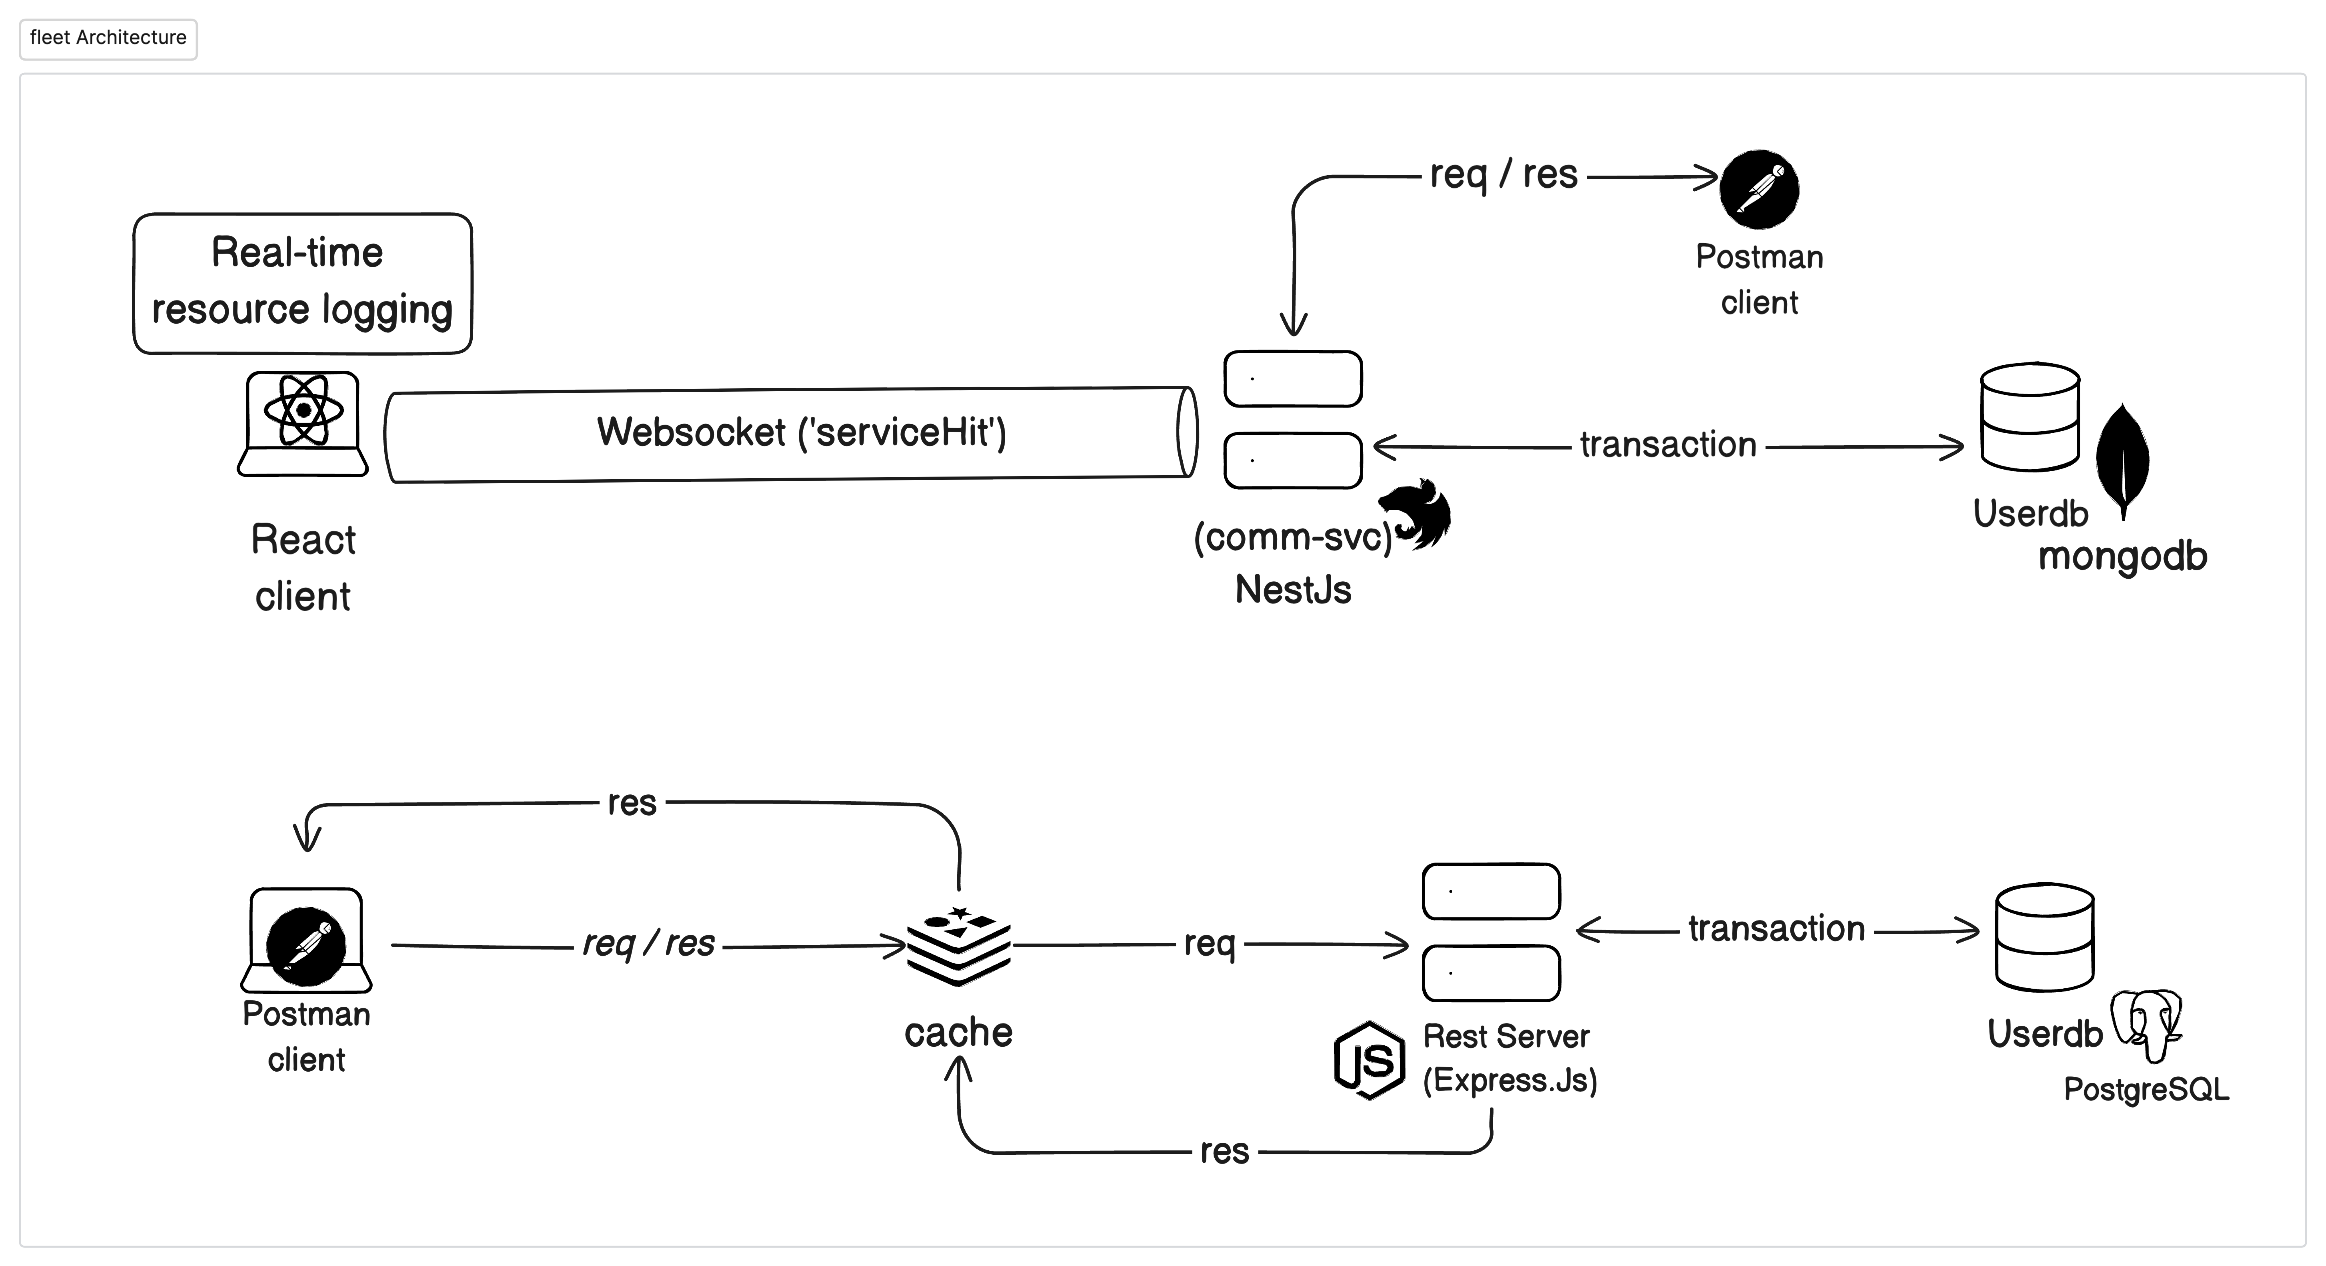 fleet Architecture
Real-time
resource logging
req / res
Postman
client
Websocket ('serviceHit')
transaction
React
client
(comm-svc)
NestJs
Userdb
mongodb
res
req / res
req
transaction
Postman
client
cache
JS
Rest Server
(Express.Js)
Userdb
PostgreSQL
res